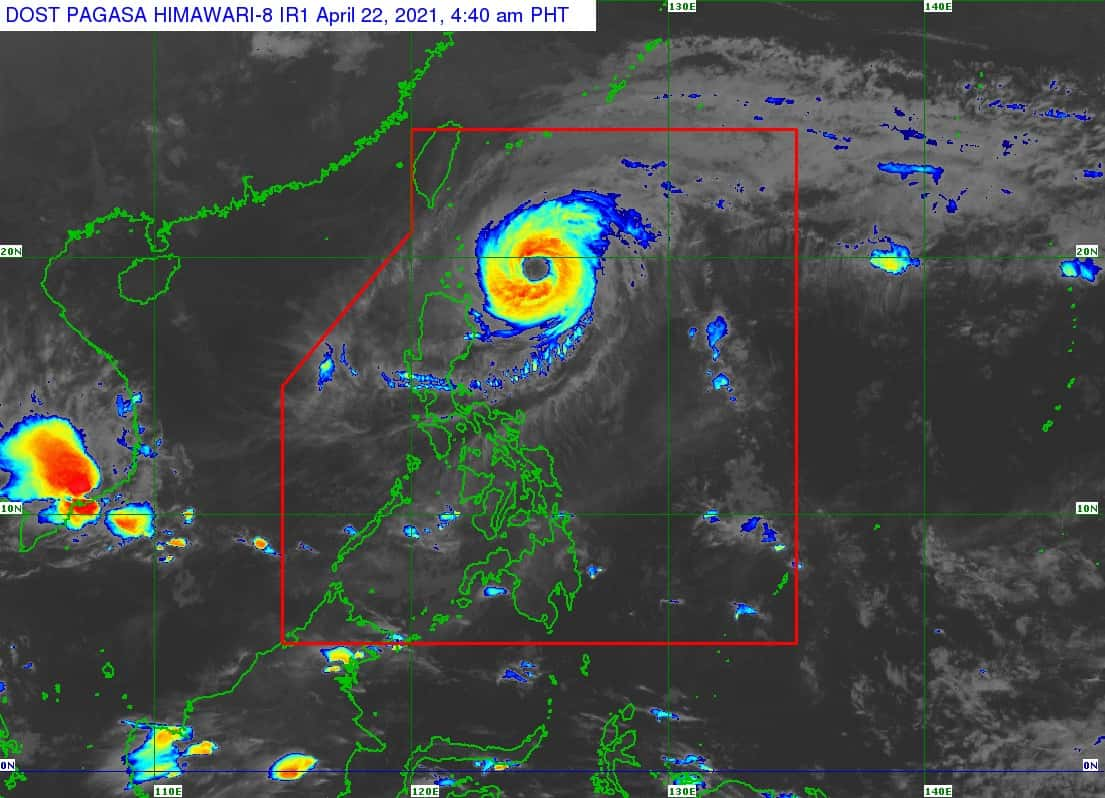 DOST PAGASA HIMAWARI-8 IR1 April 22, 2021, 4:40 am PHT
130E
140E
20N
20N
10N
10N
0N
0N
110E
120E
130E
140E